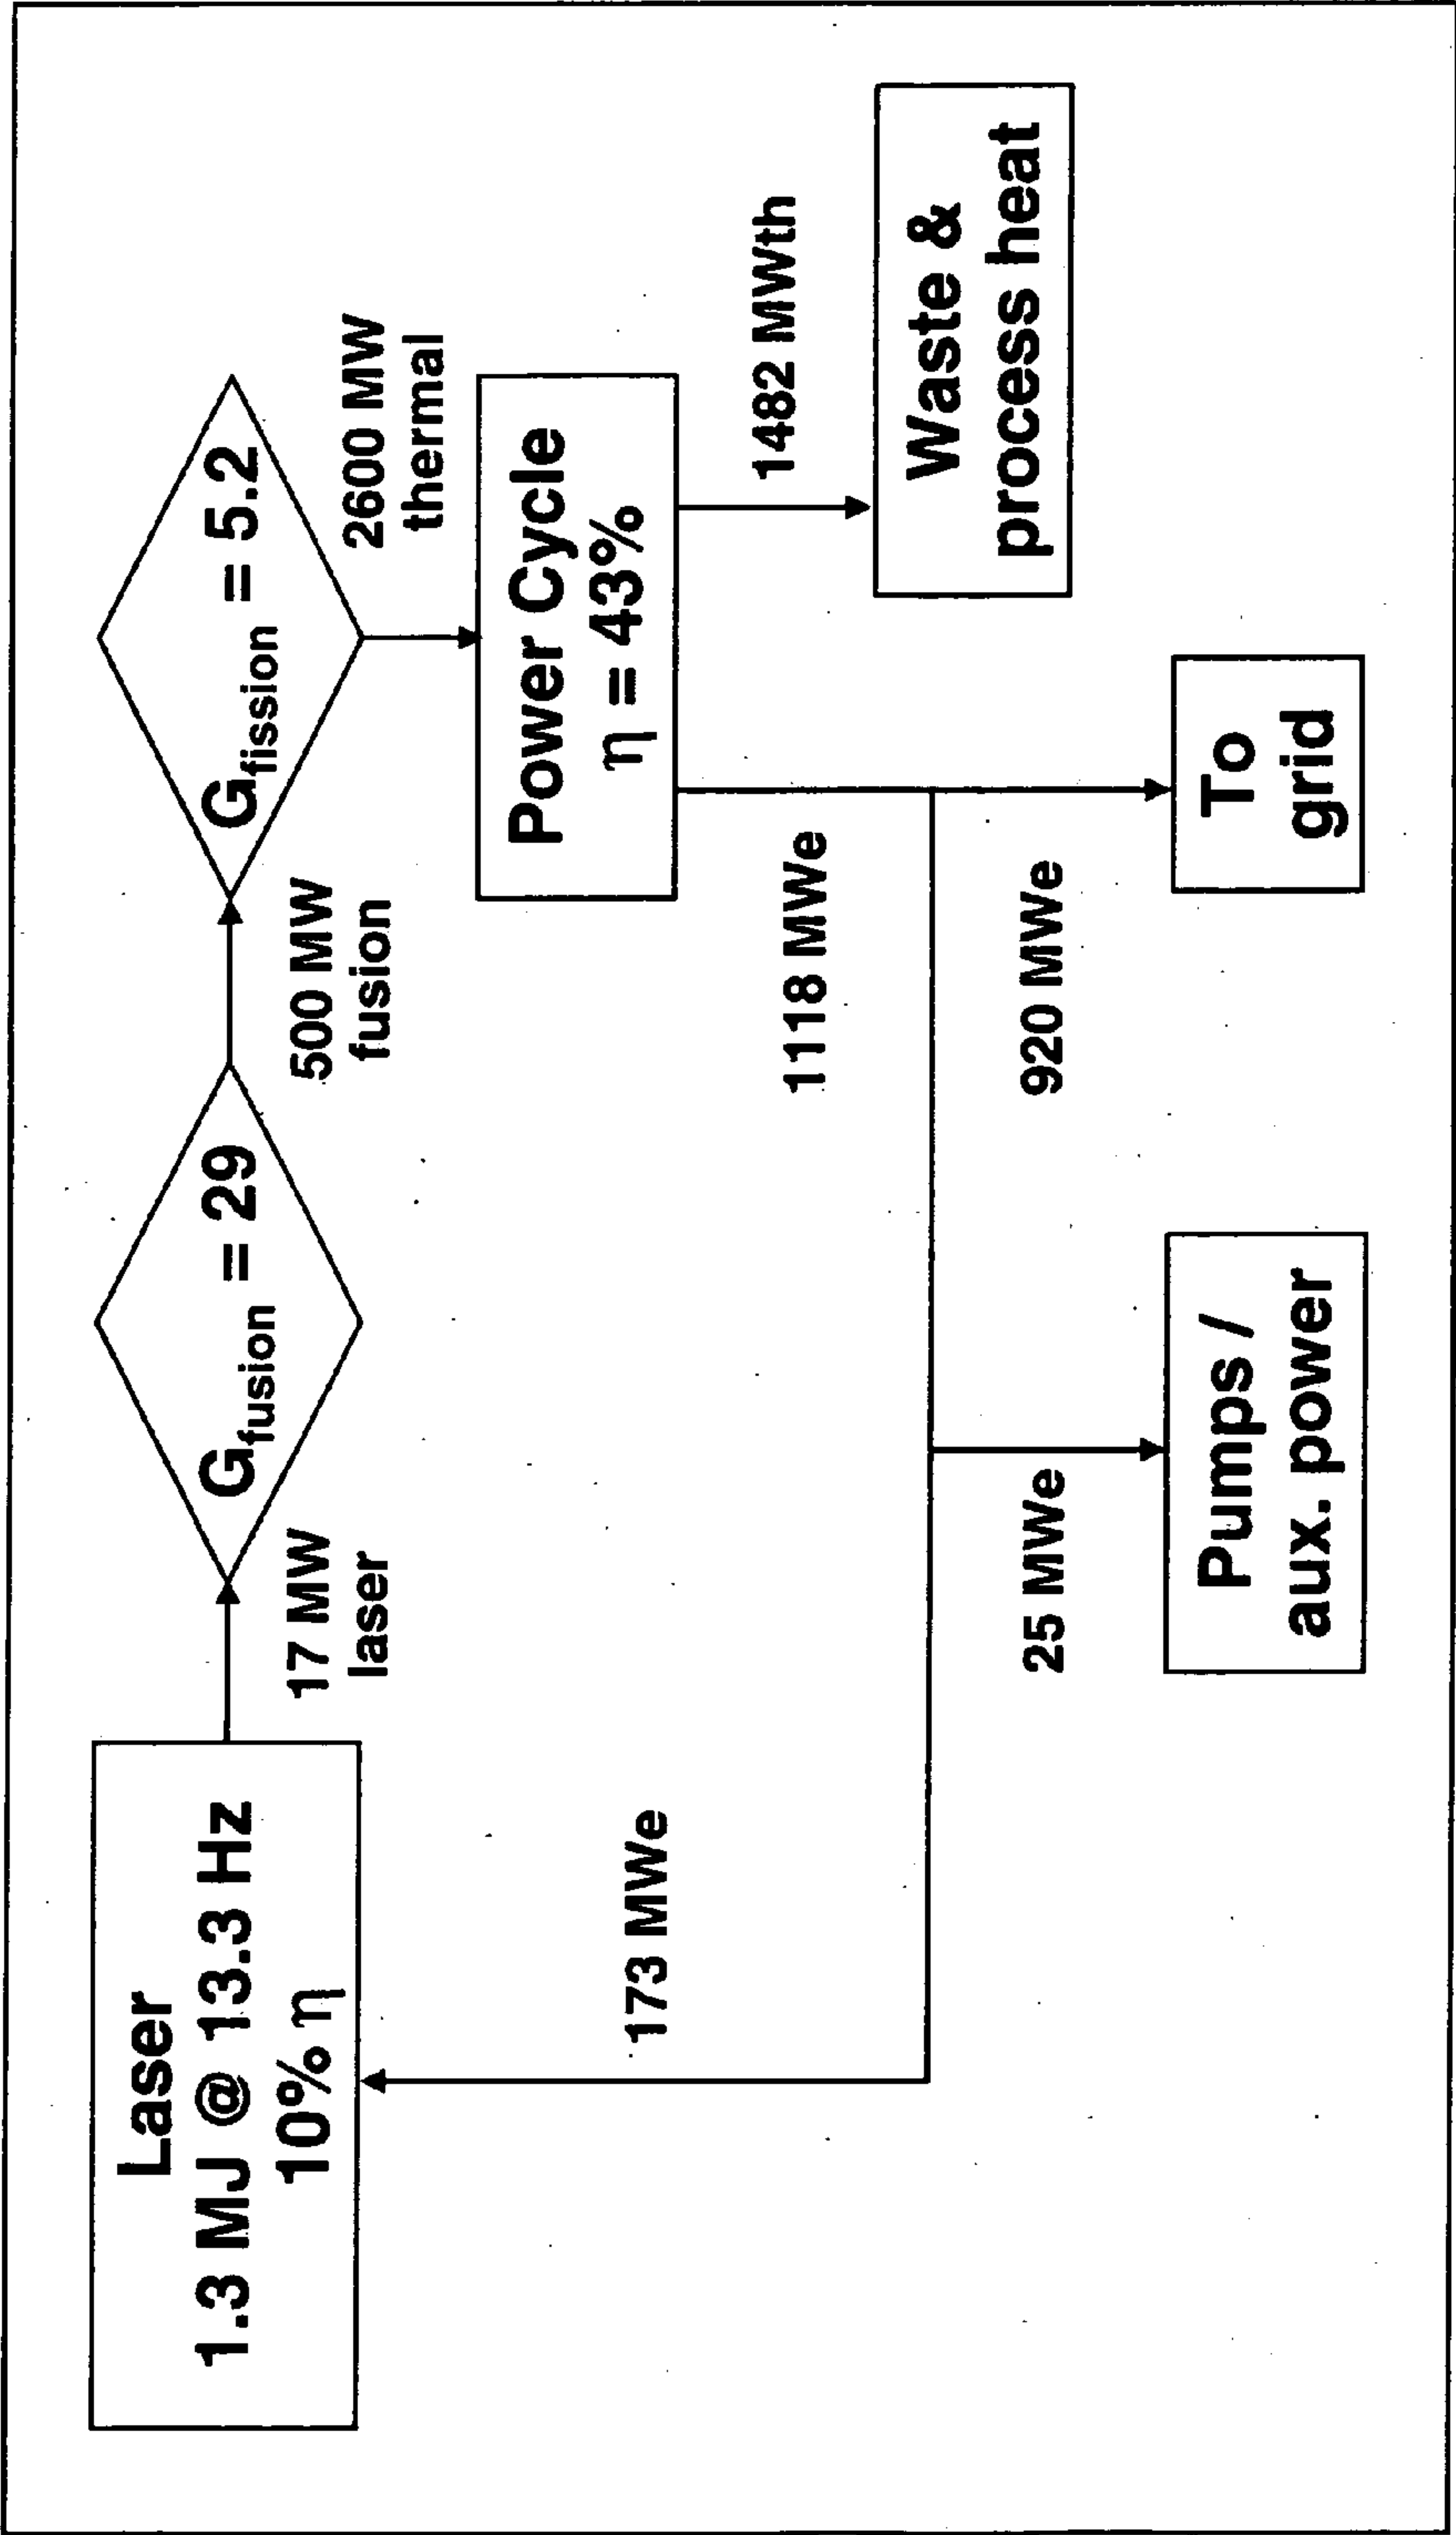 Laser
1.3 MJ @ 13.3 Hz
10% η
17 MW
laser
Gfusion = 29
500 MW
fusion
Gfission = 5.2
2600 MW
thermal
Power Cycle
η = 43%
1482 MWth
Waste &
process heat
1118 MWe
920 MWe
To
grid
173 MWe
25 MWe
Pumps /
aux. power